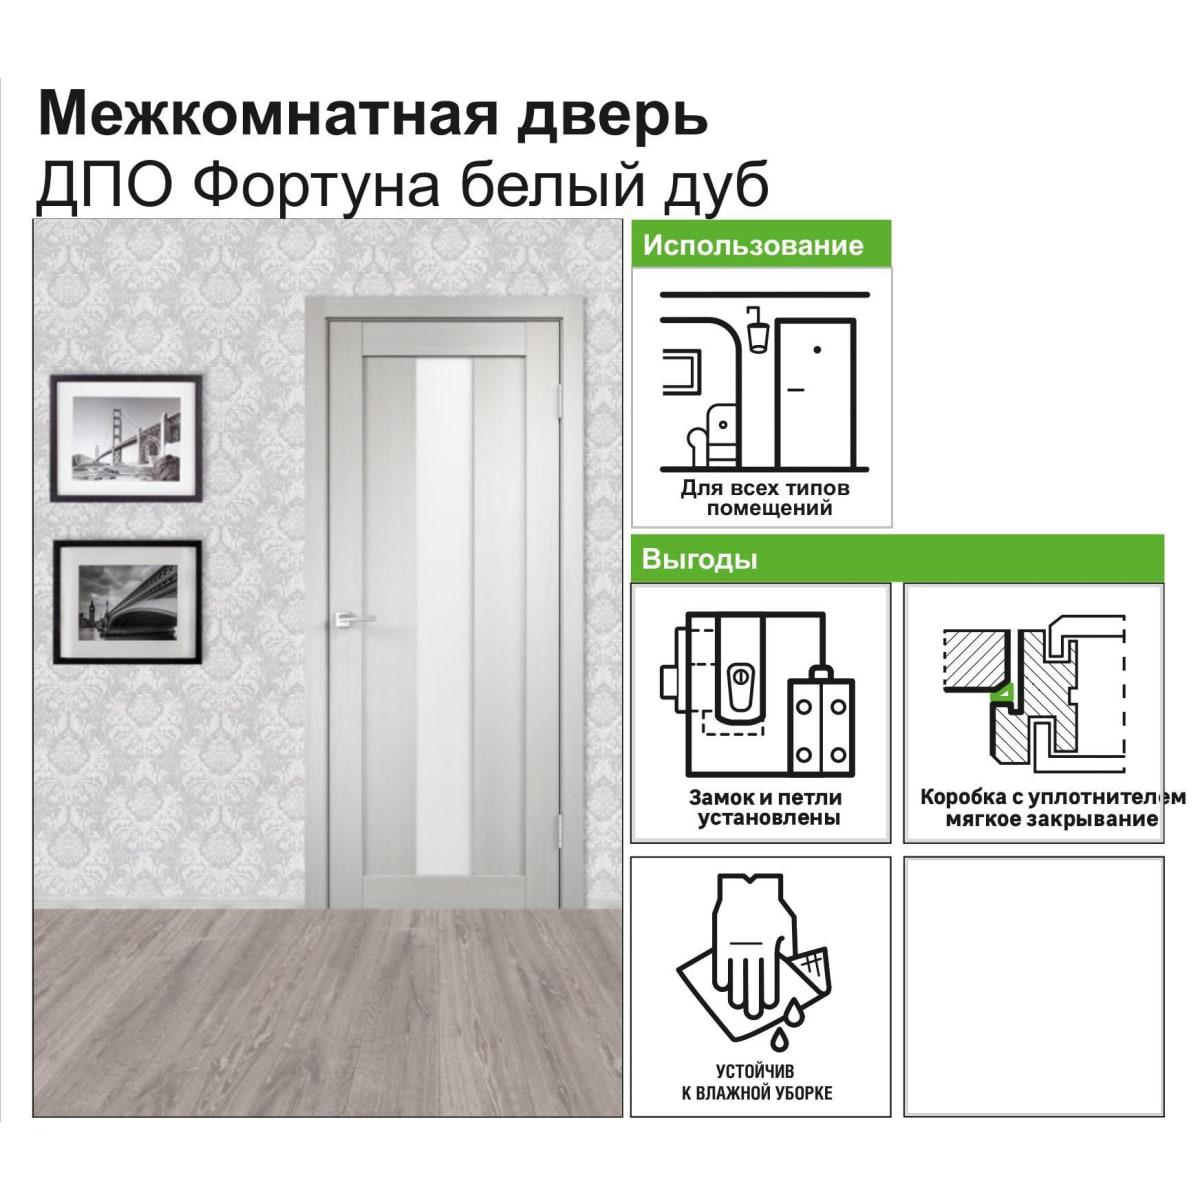 Межкомнатная дверь
ДПО Фортуна белый дуб
Использование
Для всех типов
помещений
Выгоды
Замок и петли
установлены
Коробка с уплотнителем
мягкое закрывание
УСТОЙЧИВ
К ВЛАЖНОЙ УБОРКЕ